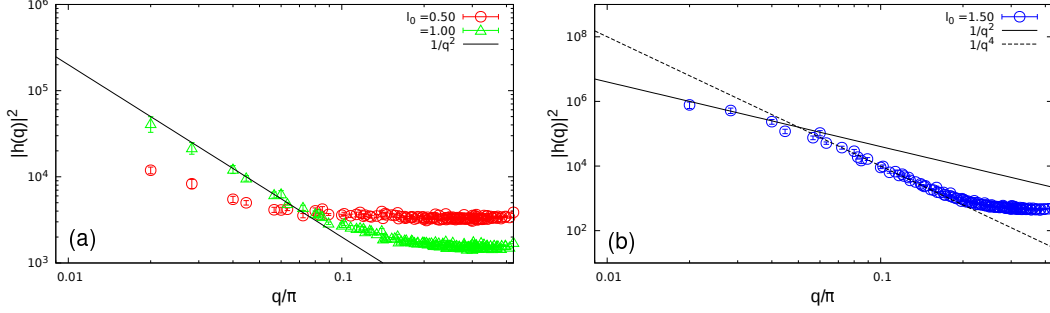 10^6
10^5
10^4
10^3
|h(q)|^2
l_0 =0.50
=1.00
1/q^2
(a)
0.01
0.1
q/π
10^8
10^6
10^4
10^2
|h(q)|^2
l_0 =1.50
1/q^2
1/q^4
(b)
0.01
0.1
q/π